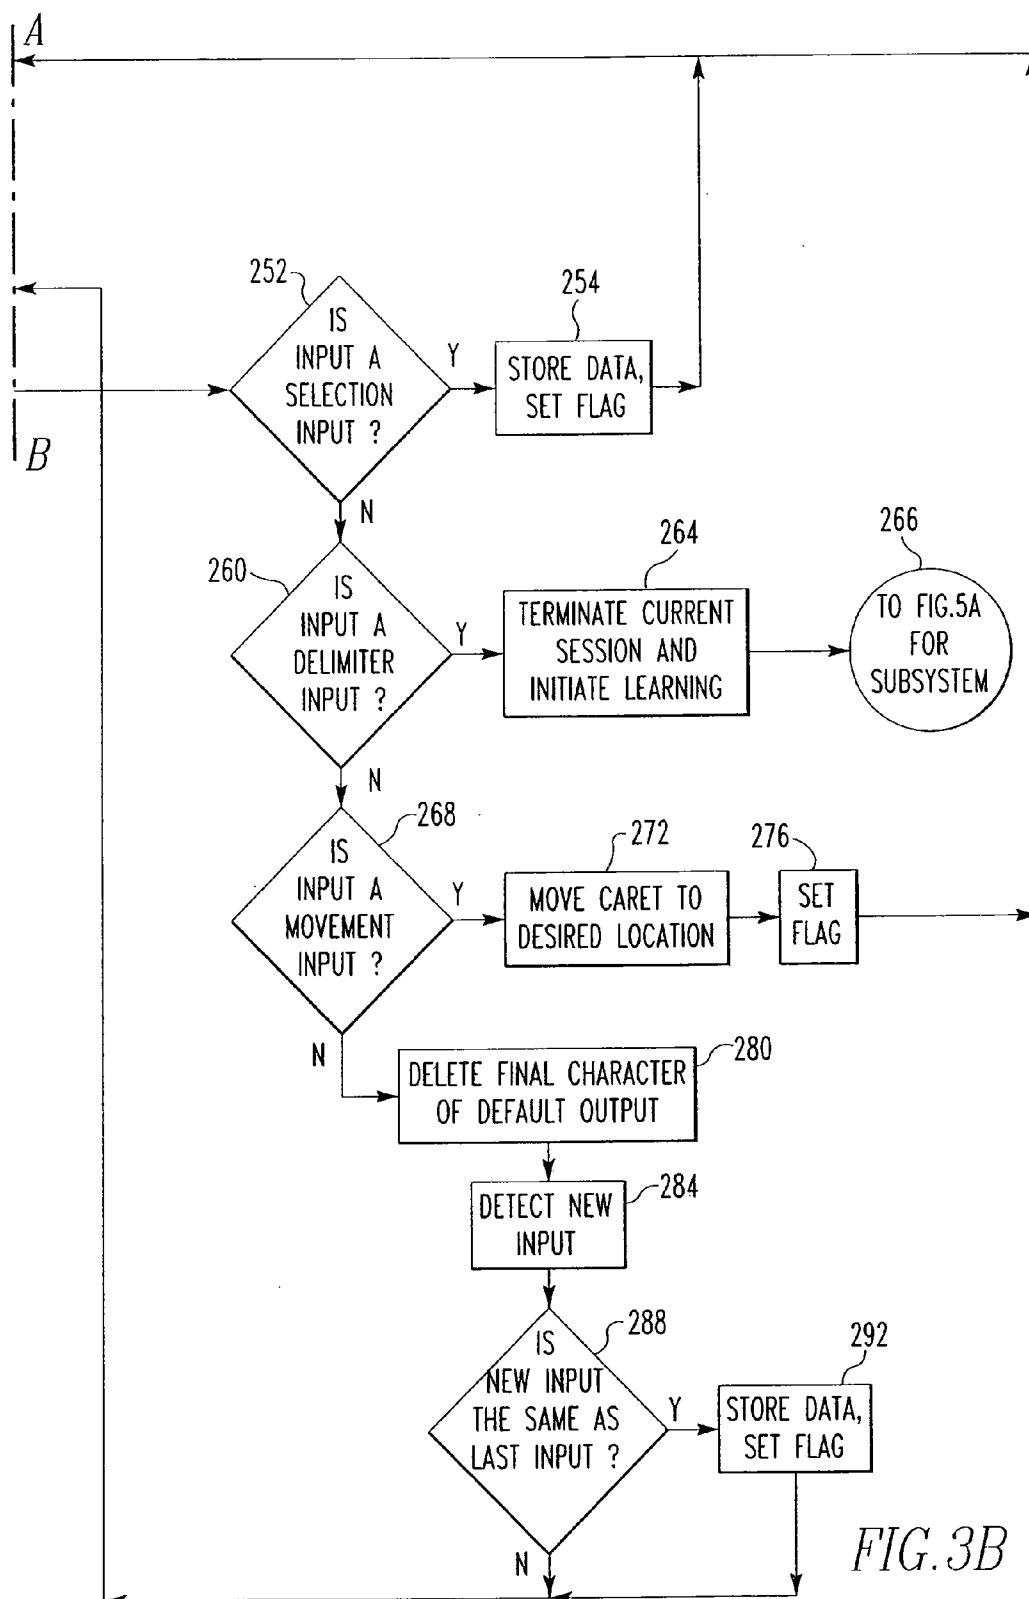 A
252
254
IS
INPUT A
SELECTION
INPUT ?
Y
STORE DATA,
SET FLAG
B
N
260
264
266
IS
INPUT A
DELIMITER
INPUT ?
Y
TERMINATE CURRENT
SESSION AND
INITIATE LEARNING
TO FIG.5A
FOR
SUBSYSTEM
N
268
272
276
IS
INPUT A
MOVEMENT
INPUT ?
Y
MOVE CARET TO
DESIRED LOCATION
SET
FLAG
N
280
DELETE FINAL CHARACTER
OF DEFAULT OUTPUT
284
DETECT NEW
INPUT
288
292
IS
NEW INPUT
THE SAME AS
LAST INPUT ?
Y
STORE DATA,
SET FLAG
N
FIG.3B